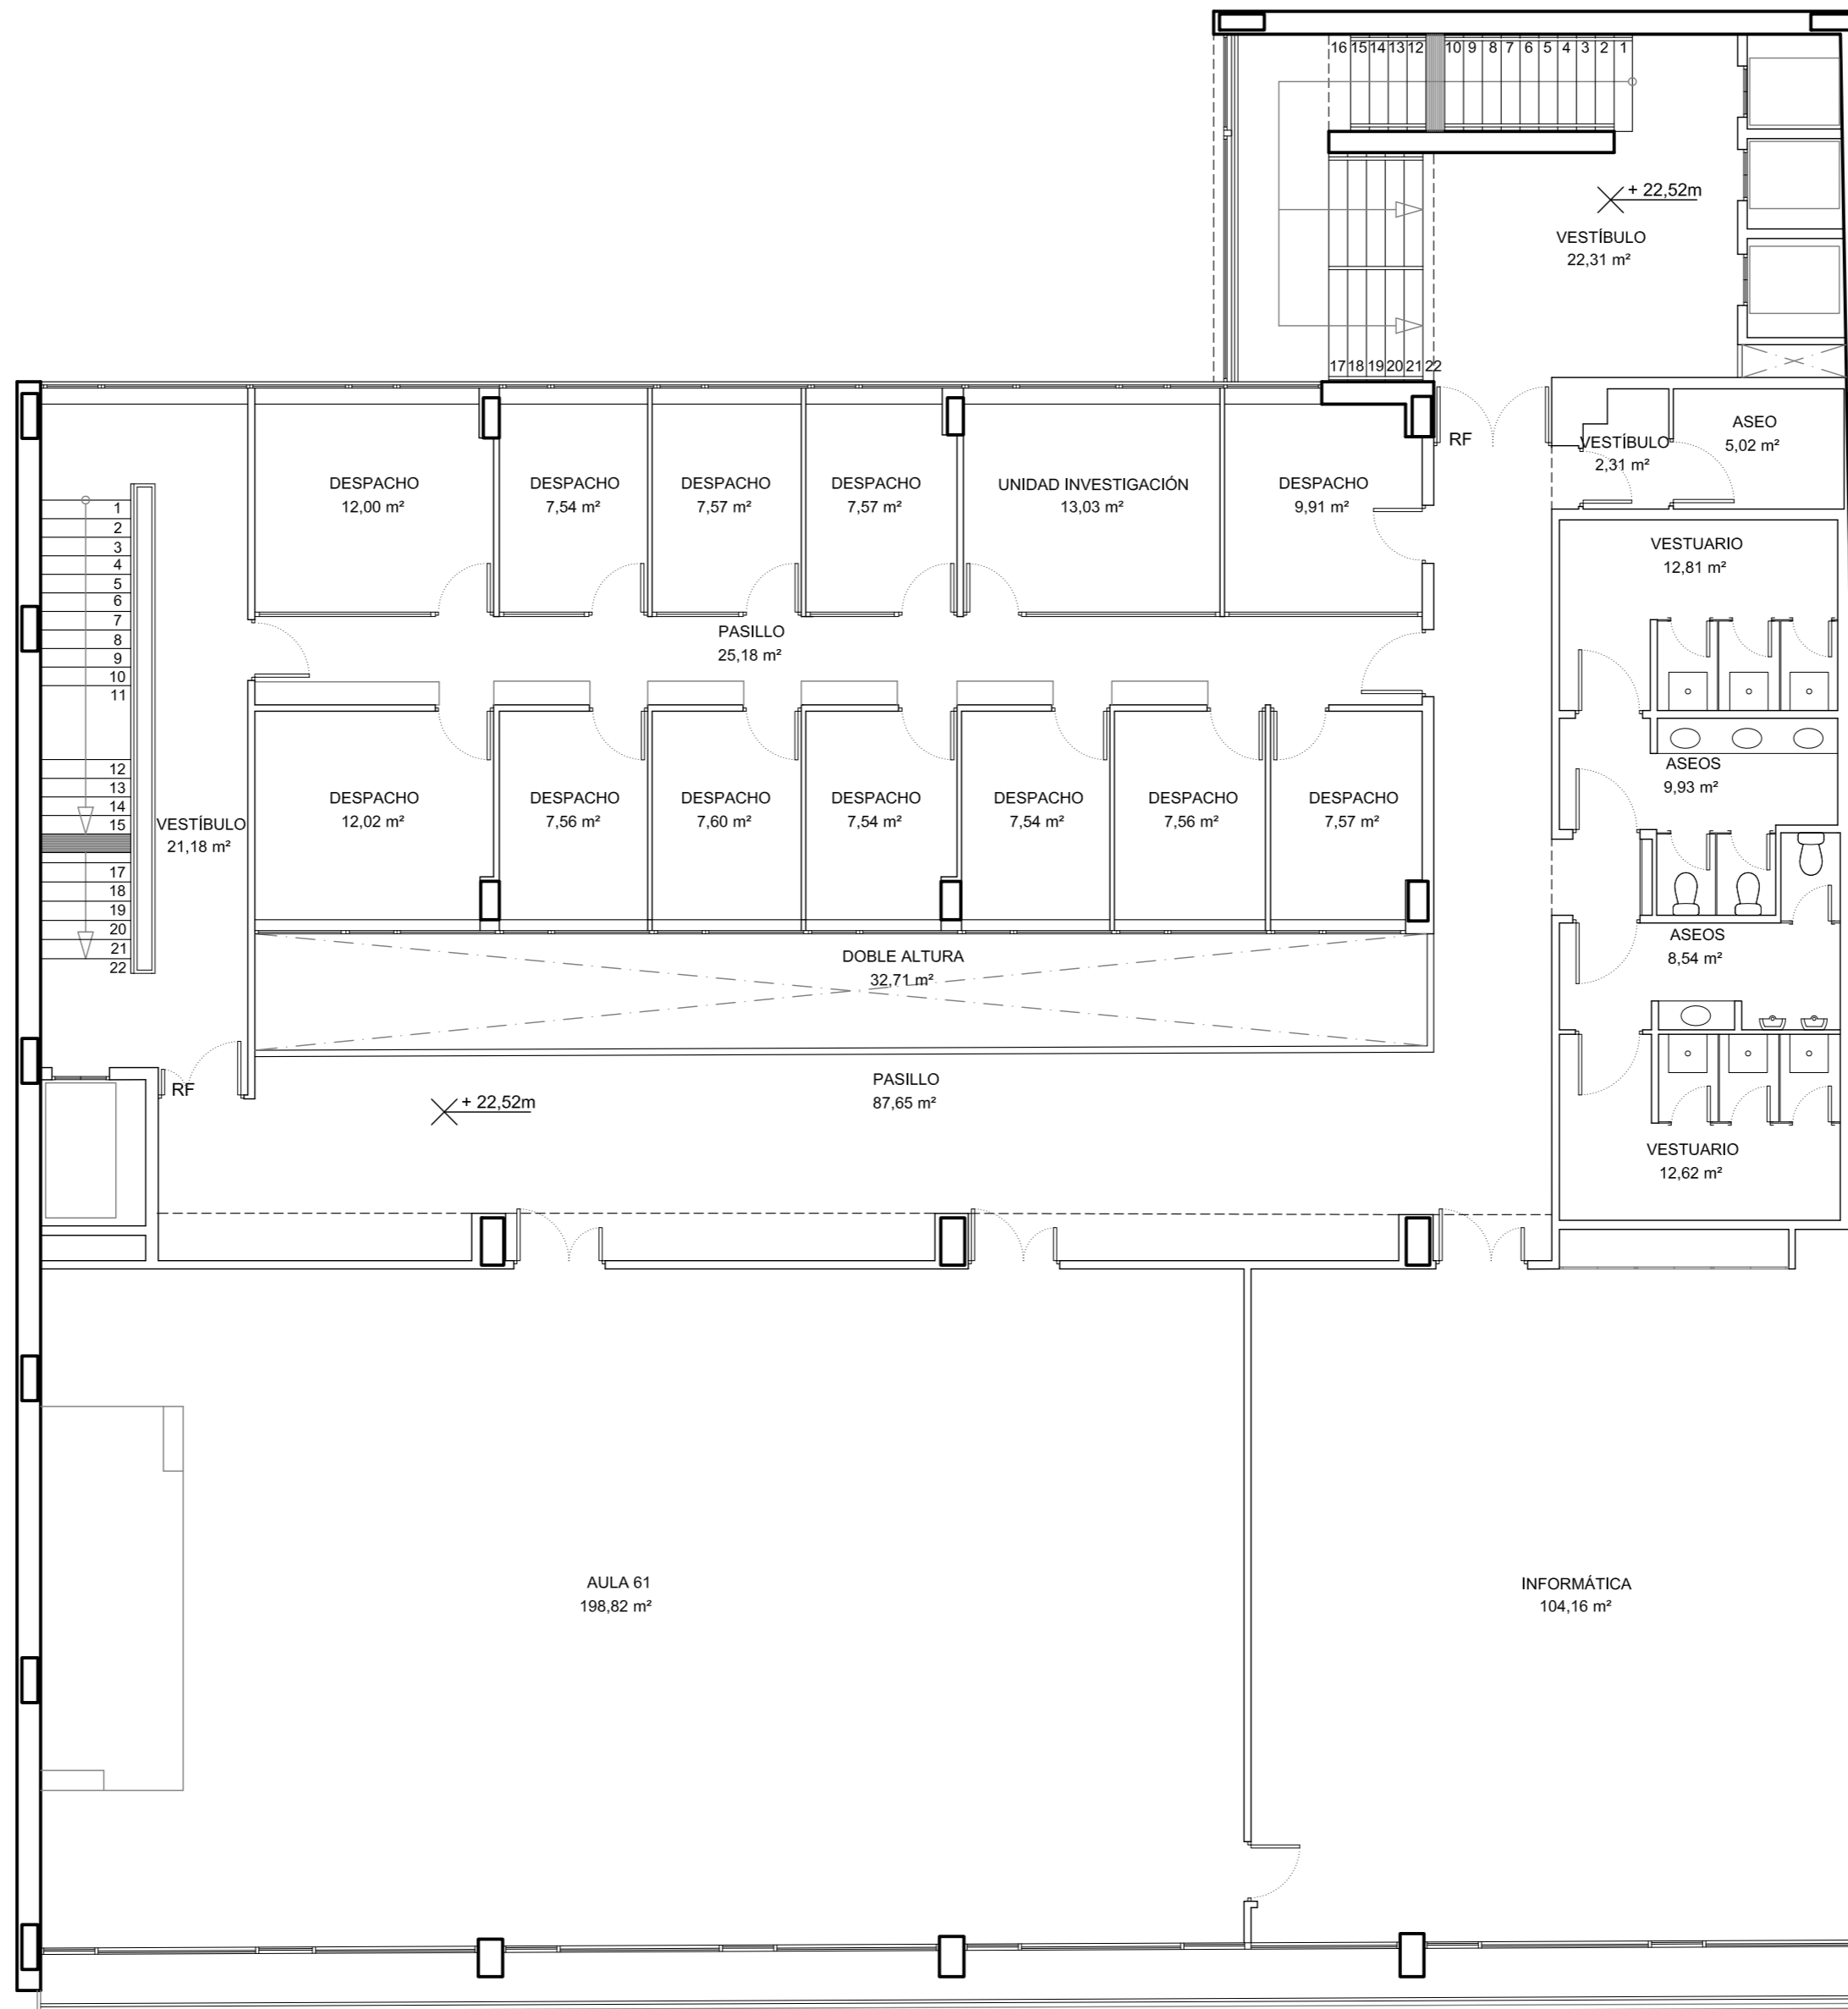 16 15 14 13 12 10 9 8 7 6 5 4 3 2 1
+ 22,52m
VESTÍBULO
22,31 m²
17 18 19 20 21 22
RF
VESTÍBULO
2,31 m²
ASEO
5,02 m²
DESPACHO
12,00 m²
DESPACHO
7,54 m²
DESPACHO
7,57 m²
DESPACHO
7,57 m²
UNIDAD INVESTIGACIÓN
13,03 m²
DESPACHO
9,91 m²
VESTUARIO
12,81 m²
1
2
3
4
5
6
7
8
9
10
11
12
13
14
15
17
18
19
20
21
22
PASILLO
25,18 m²
VESTÍBULO
21,18 m²
DESPACHO
12,02 m²
DESPACHO
7,56 m²
DESPACHO
7,60 m²
DESPACHO
7,54 m²
DESPACHO
7,54 m²
DESPACHO
7,56 m²
DESPACHO
7,57 m²
ASEOS
9,93 m²
ASEOS
8,54 m²
DOBLE ALTURA
32,71 m²
RF
+ 22,52m
PASILLO
87,65 m²
VESTUARIO
12,62 m²
AULA 61
198,82 m²
INFORMÁTICA
104,16 m²